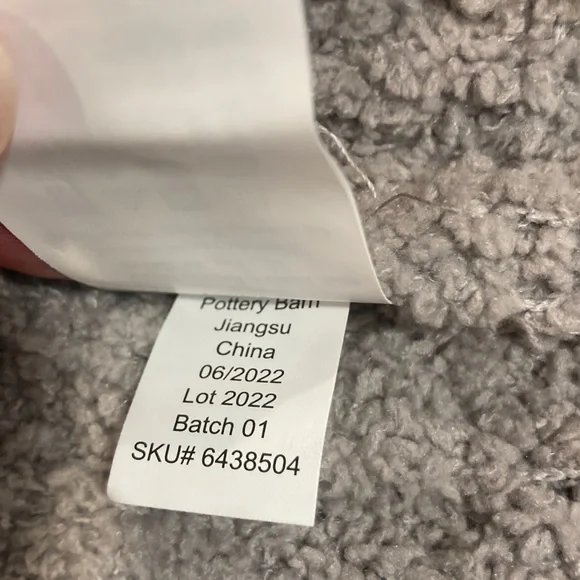 Pottery Barn
Jiangsu
China
06/2022
Lot 2022
Batch 01
SKU# 6438504